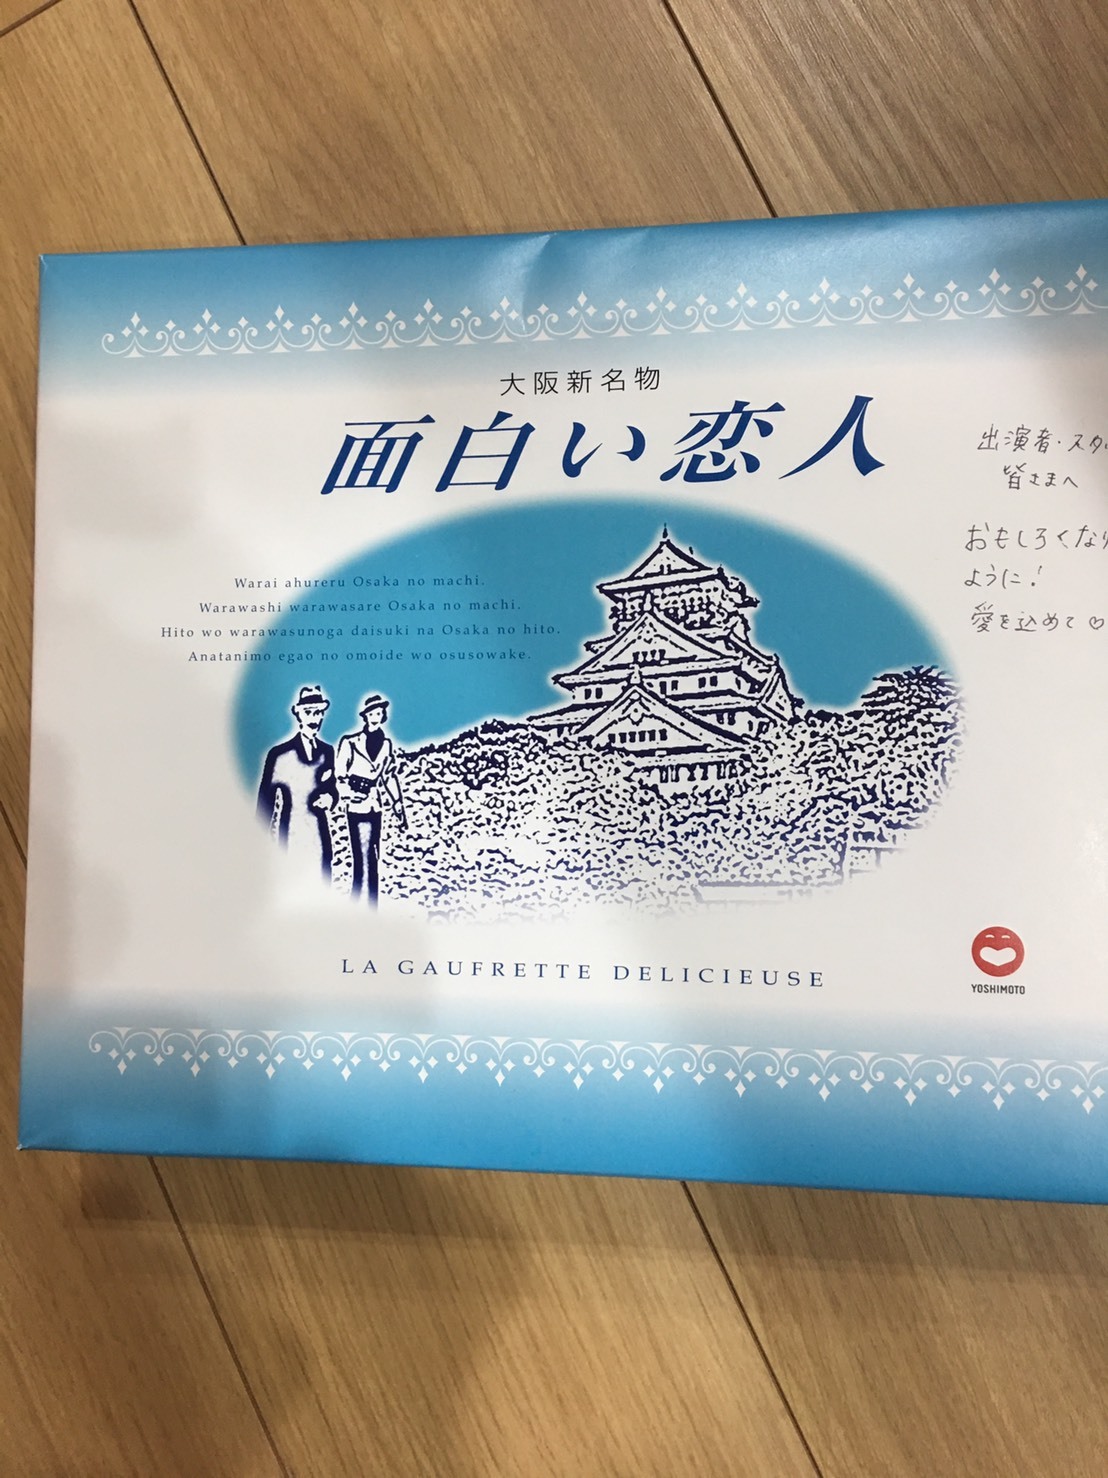 大阪新名物
面白い恋人
Warai ahureru Osaka no machi.
Warawashi warawasare Osaka no machi.
Hito wo warawasunoga daisuki na Osaka no hito.
Anatanimo egao no omoide wo osusowake.
LA GAUFRETTE DELICIEUSE
YOSHIMOTO
出演者・スタ
皆さまへ
おもしろくなり
ように!
愛を込めて♡